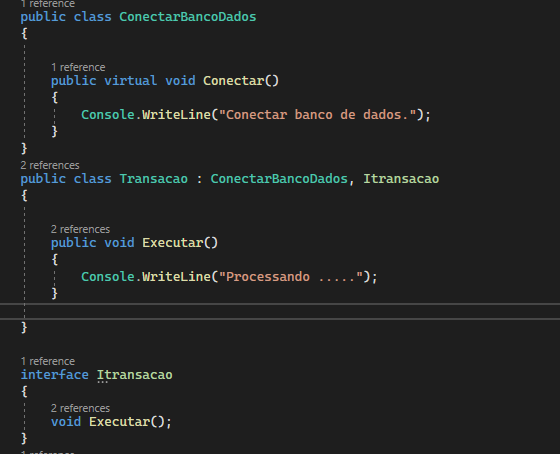 1 reference
public class ConectarBancoDados
{
1 reference
public virtual void Conectar()
{
Console.WriteLine("Conectar banco de dados.");
}
}
2 references
public class Transacao : ConectarBancoDados, Itransacao
{
2 references
public void Executar()
{
Console.WriteLine("Processando .....");
}
}
1 reference
interface Itransacao
{
2 references
void Executar();
}
1 reference